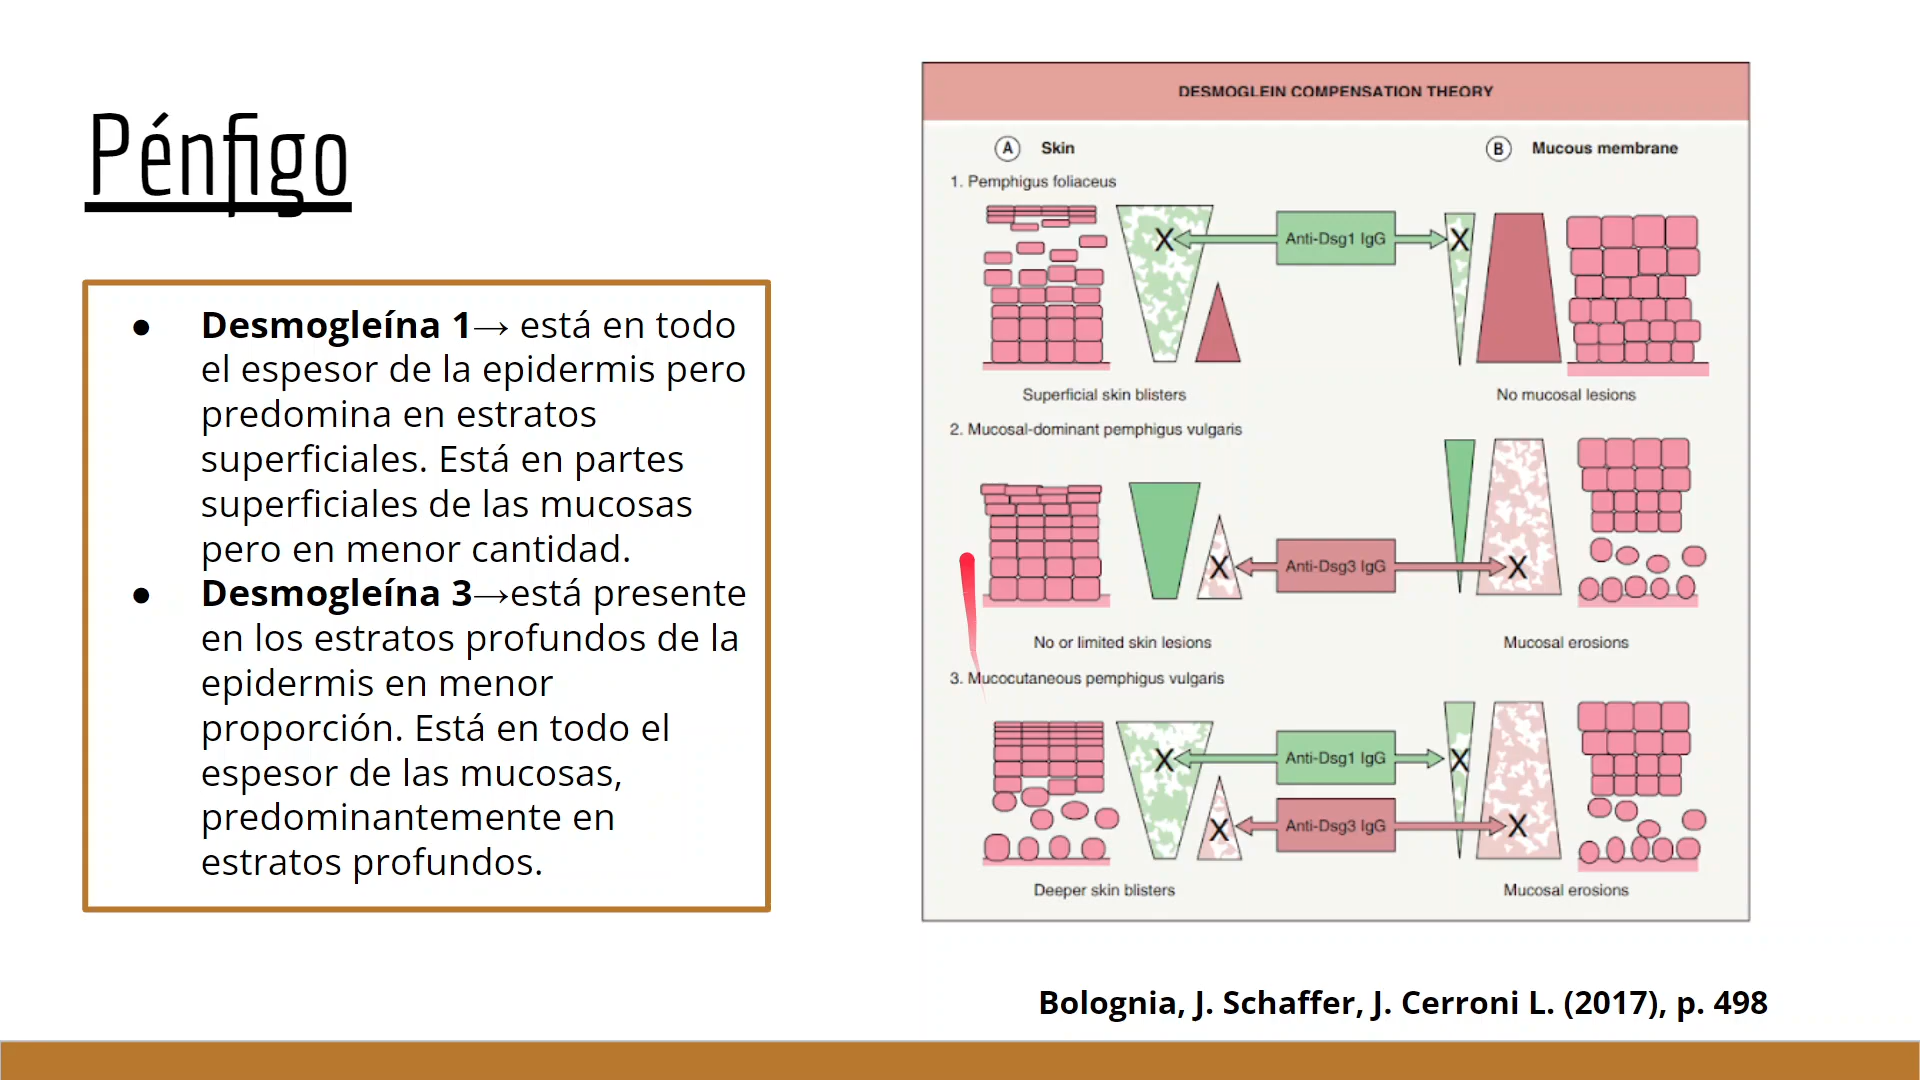 Pénfigo
● Desmogleína 1→ está en todo
el espesor de la epidermis pero
predomina en estratos
superficiales. Está en partes
superficiales de las mucosas
pero en menor cantidad.
● Desmogleína 3→está presente
en los estratos profundos de la
epidermis en menor
proporción. Está en todo el
espesor de las mucosas,
predominantemente en
estratos profundos.
DESMOGLEIN COMPENSATION THEORY
A Skin
B Mucous membrane
1. Pemphigus foliaceus
X Anti-Dsg1 IgG X
Superficial skin blisters
No mucosal lesions
2. Mucosal-dominant pemphigus vulgaris
X Anti-Dsg3 IgG X
No or limited skin lesions
Mucosal erosions
3. Mucocutaneous pemphigus vulgaris
X Anti-Dsg1 IgG X
X Anti-Dsg3 IgG X
Deeper skin blisters
Mucosal erosions
Bolognia, J. Schaffer, J. Cerroni L. (2017), p. 498